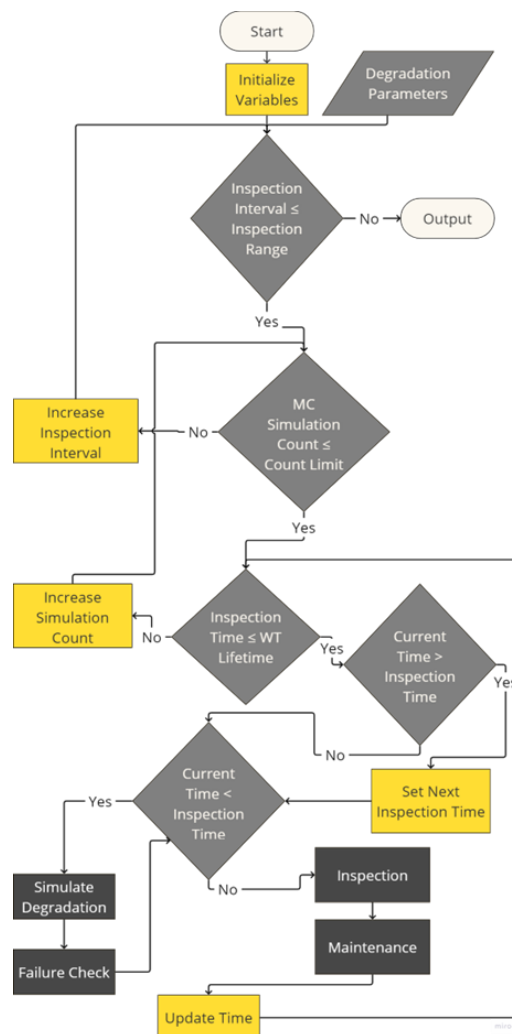 Start
Initialize
Variables
Degradation
Parameters
Inspection
Interval ≤
Inspection
Range
No
Output
Yes
MC
Simulation
Count ≤
Count Limit
No
Increase
Inspection
Interval
Yes
Inspection
Time ≤ WT
Lifetime
No
Increase
Simulation
Count
Yes
Current
Time >
Inspection
Time
Yes
No
Set Next
Inspection Time
Current
Time <
Inspection
Time
Yes
Simulate
Degradation
Failure Check
No
Inspection
Maintenance
Update Time
miro